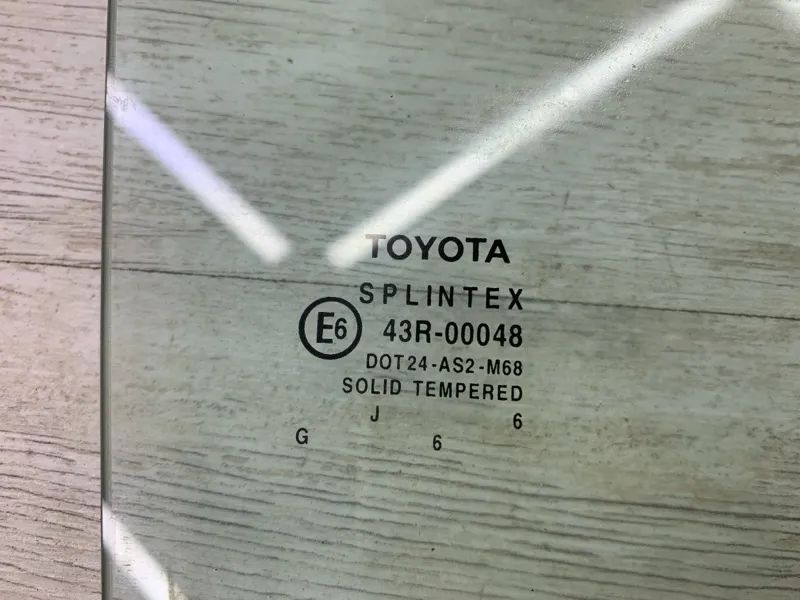 TOYOTA
SPLINTEX
E6 43R-00048
DOT24-AS2-M68
SOLID TEMPERED
J 6
G 6